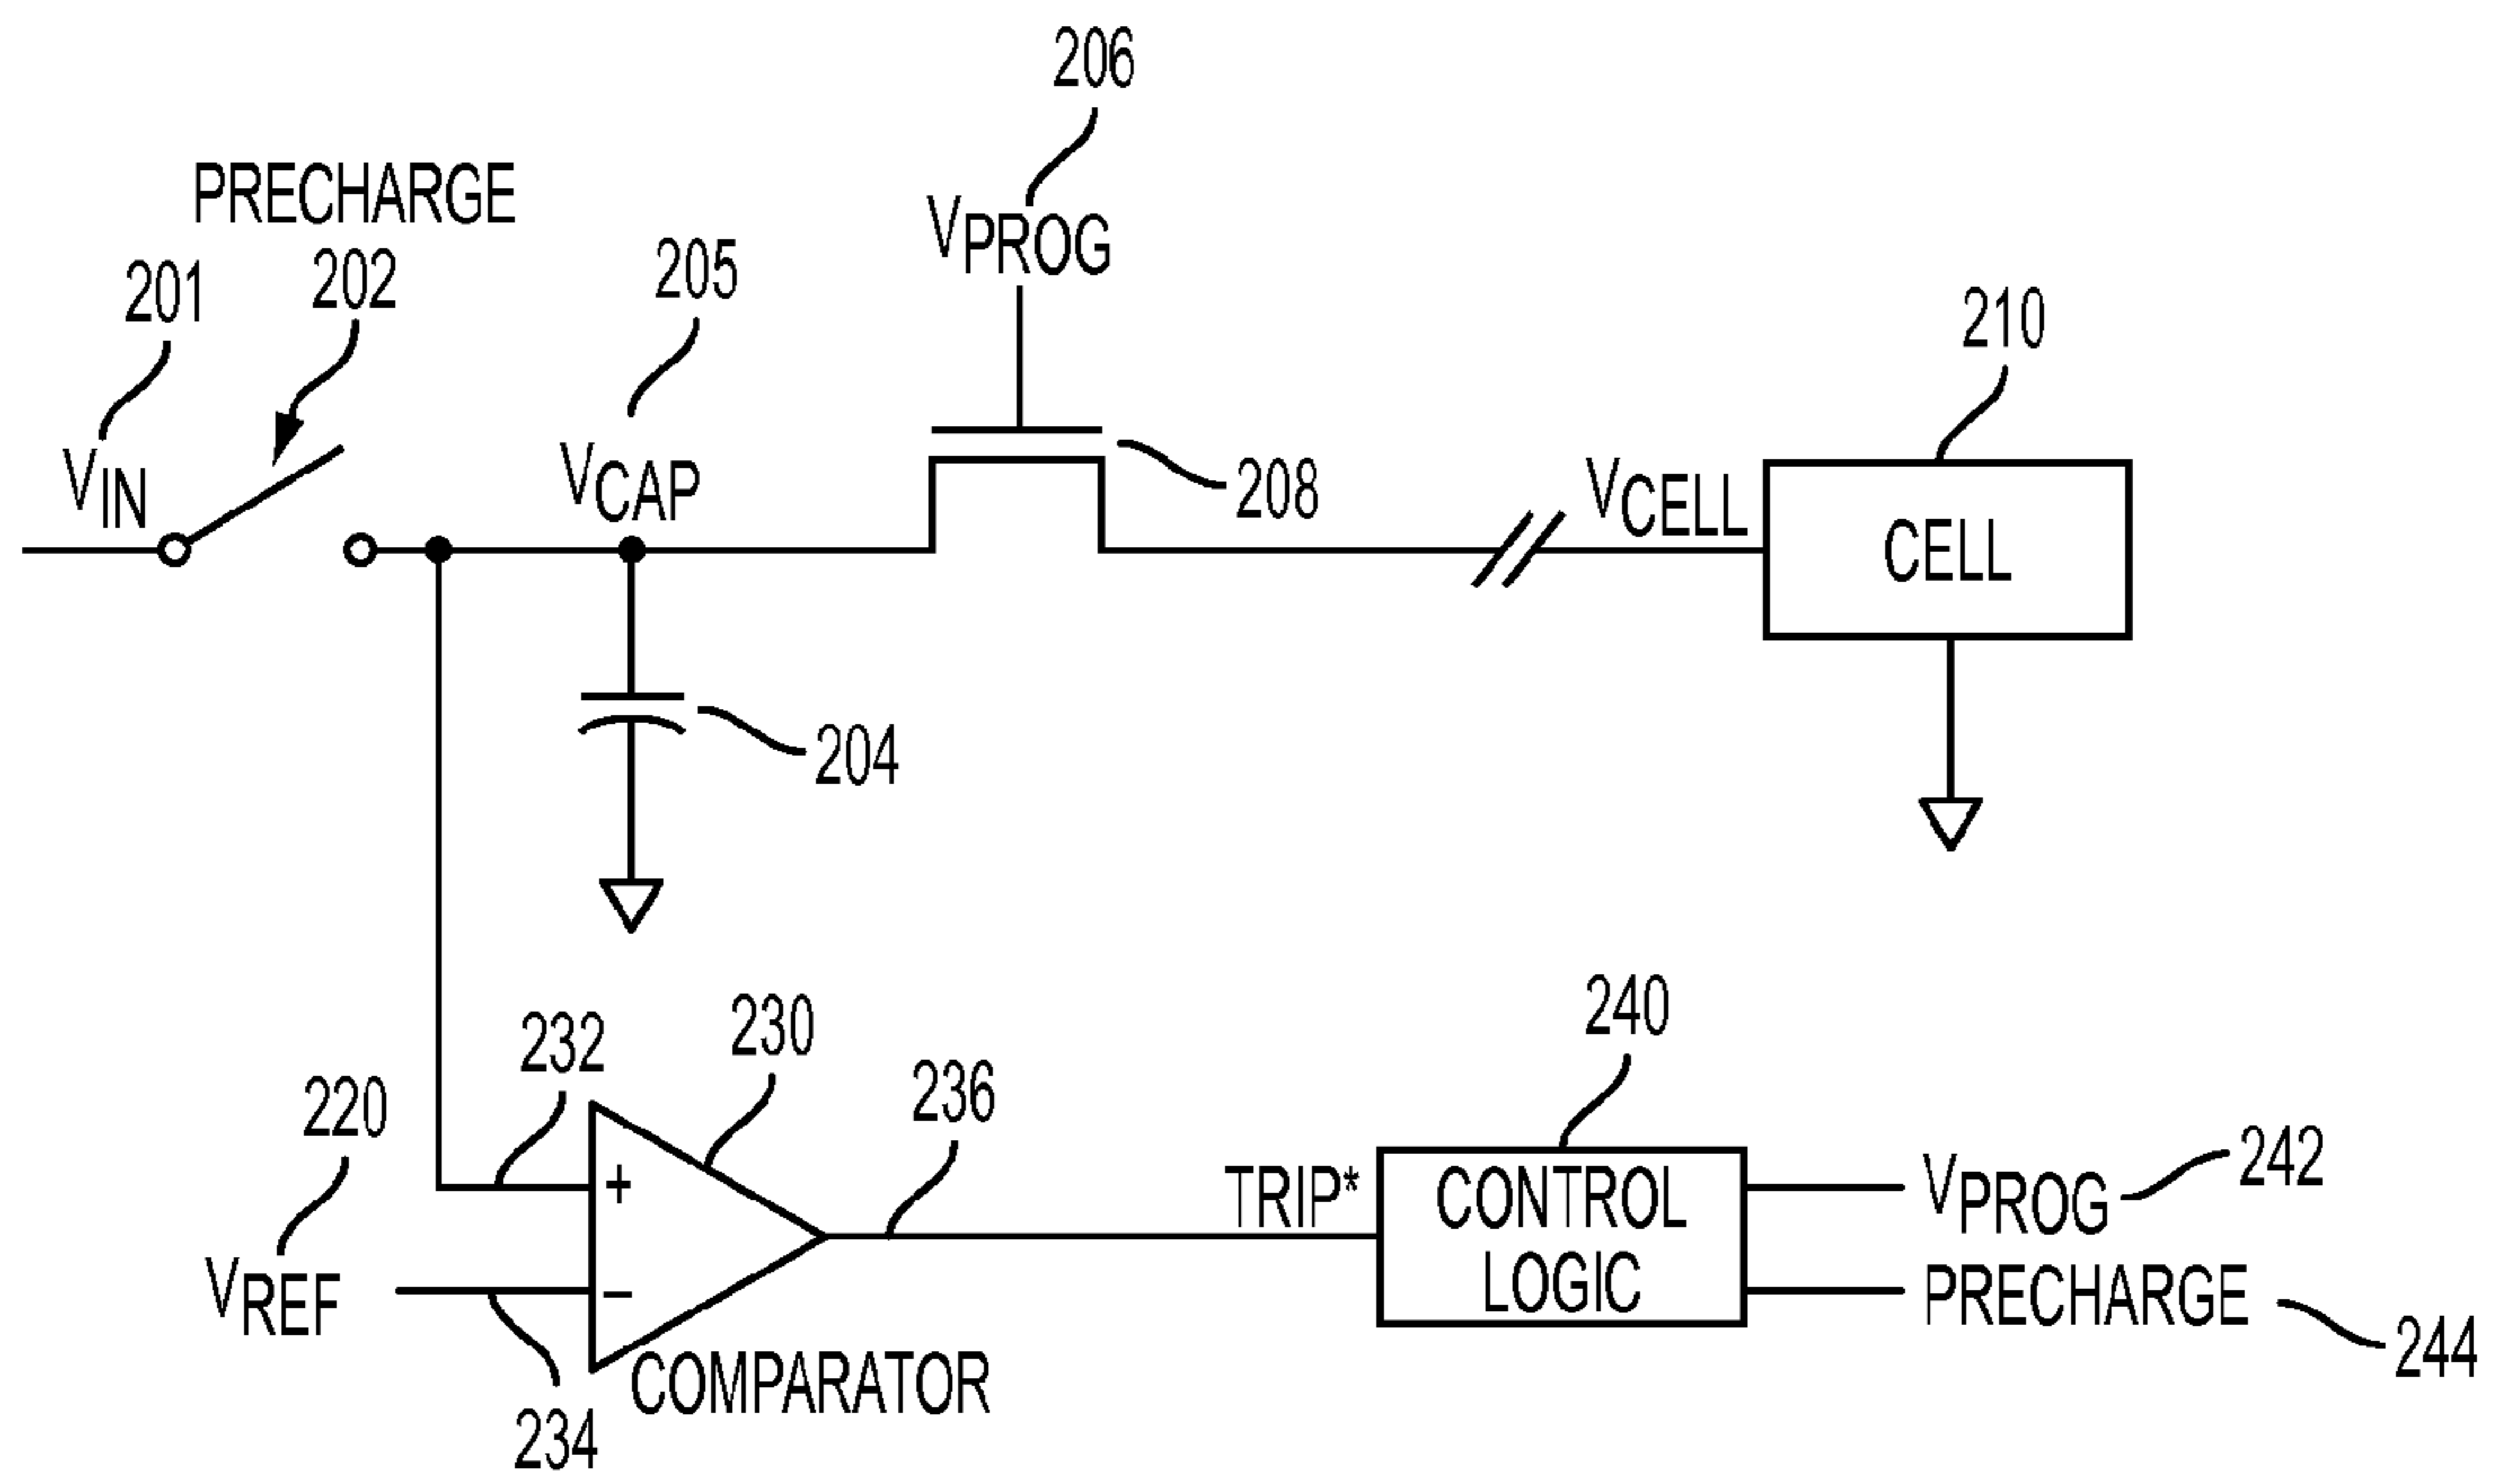 206
PRECHARGE
VPROG
201
202
205
210
VIN
VCAP
208
VCELL
CELL
204
240
230
232
236
220
242
+
TRIP*
CONTROL
LOGIC
VPROG
VREF
−
PRECHARGE
COMPARATOR
244
234